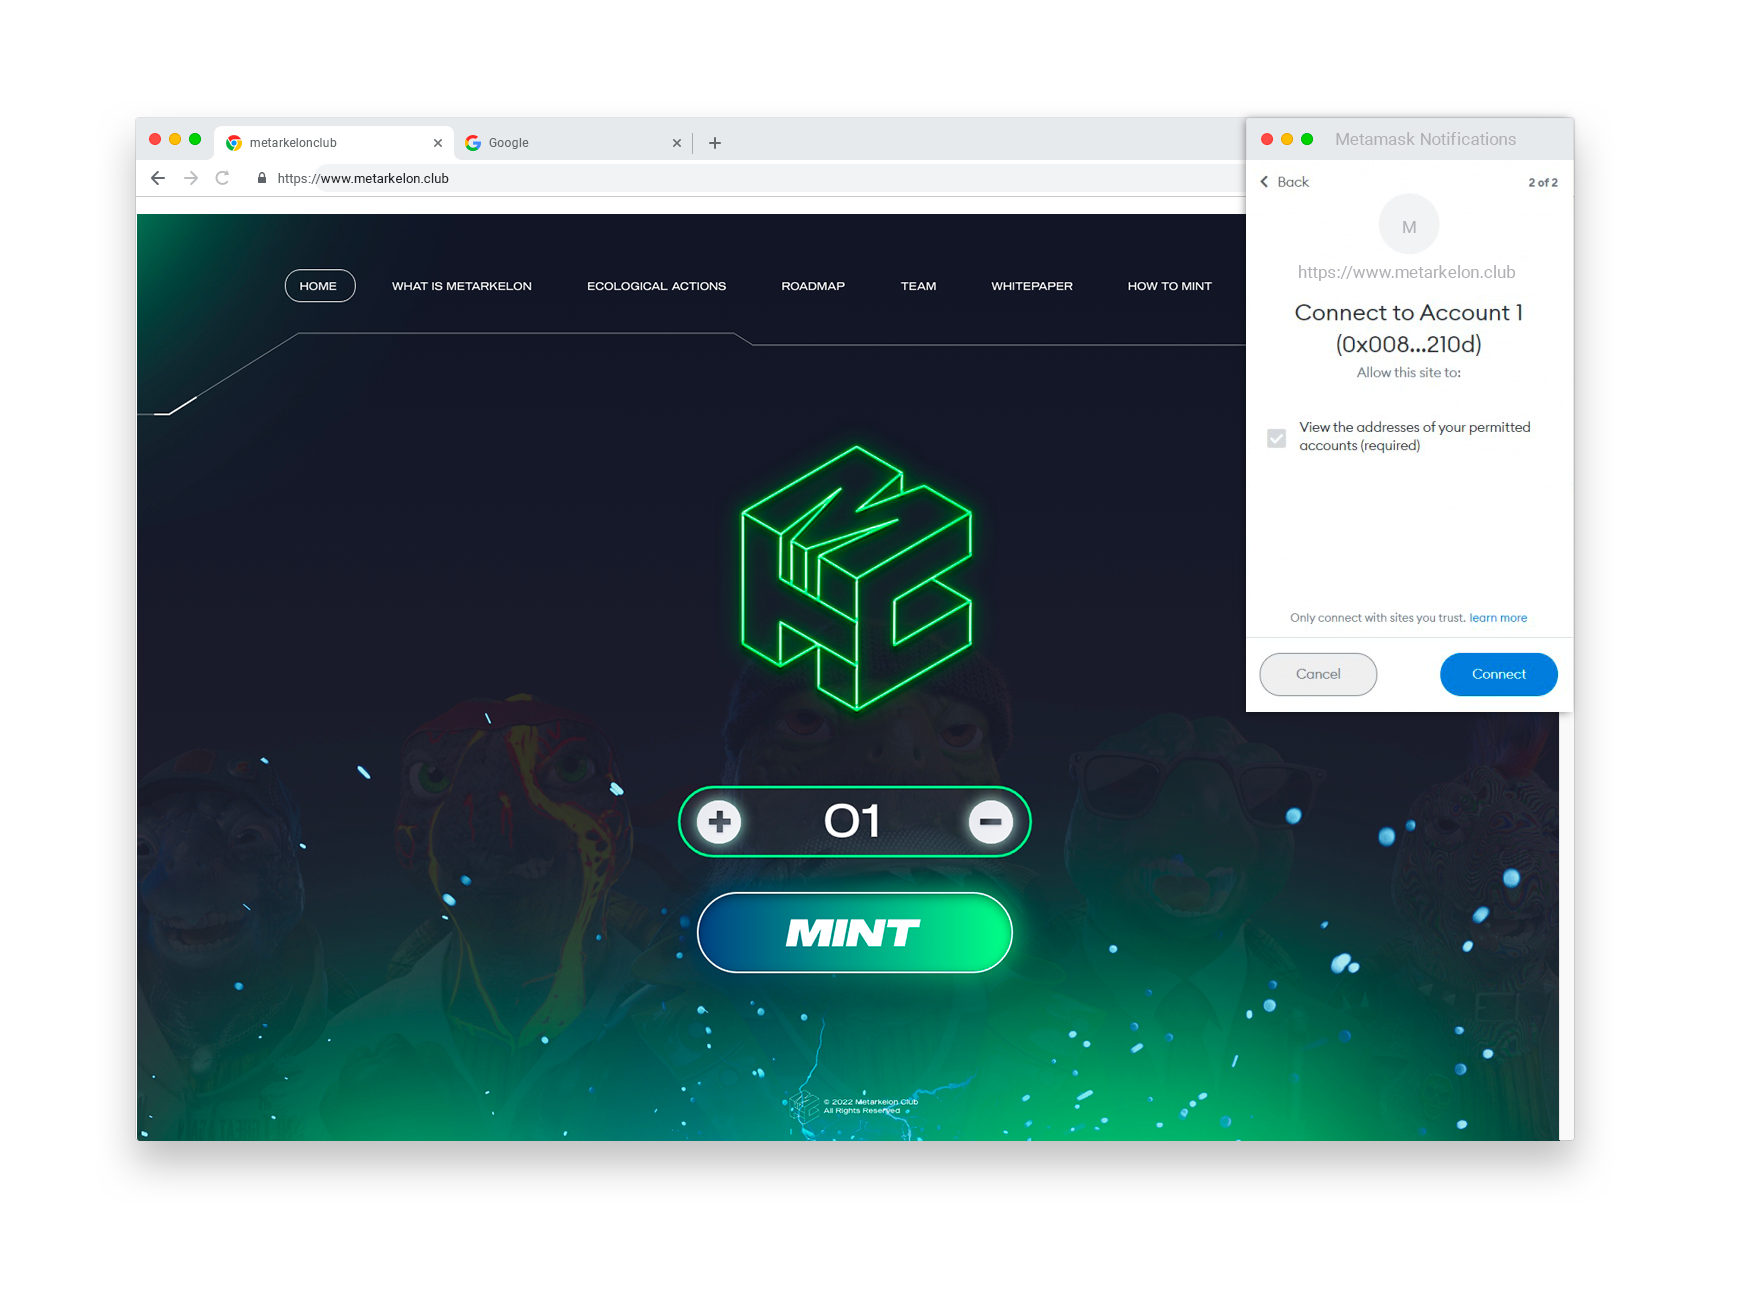 metarkelonclub
Google
Metamask Notifications
https://www.metarkelon.club
Back
2 of 2
M
https://www.metarkelon.club
HOME
WHAT IS METARKELON
ECOLOGICAL ACTIONS
ROADMAP
TEAM
WHITEPAPER
HOW TO MINT
Connect to Account 1
(0x008...210d)
Allow this site to:
View the addresses of your permitted
accounts (required)
Only connect with sites you trust. learn more
Cancel
Connect
01
MINT
© 2022 Metarkelon Club
All Rights Reserved